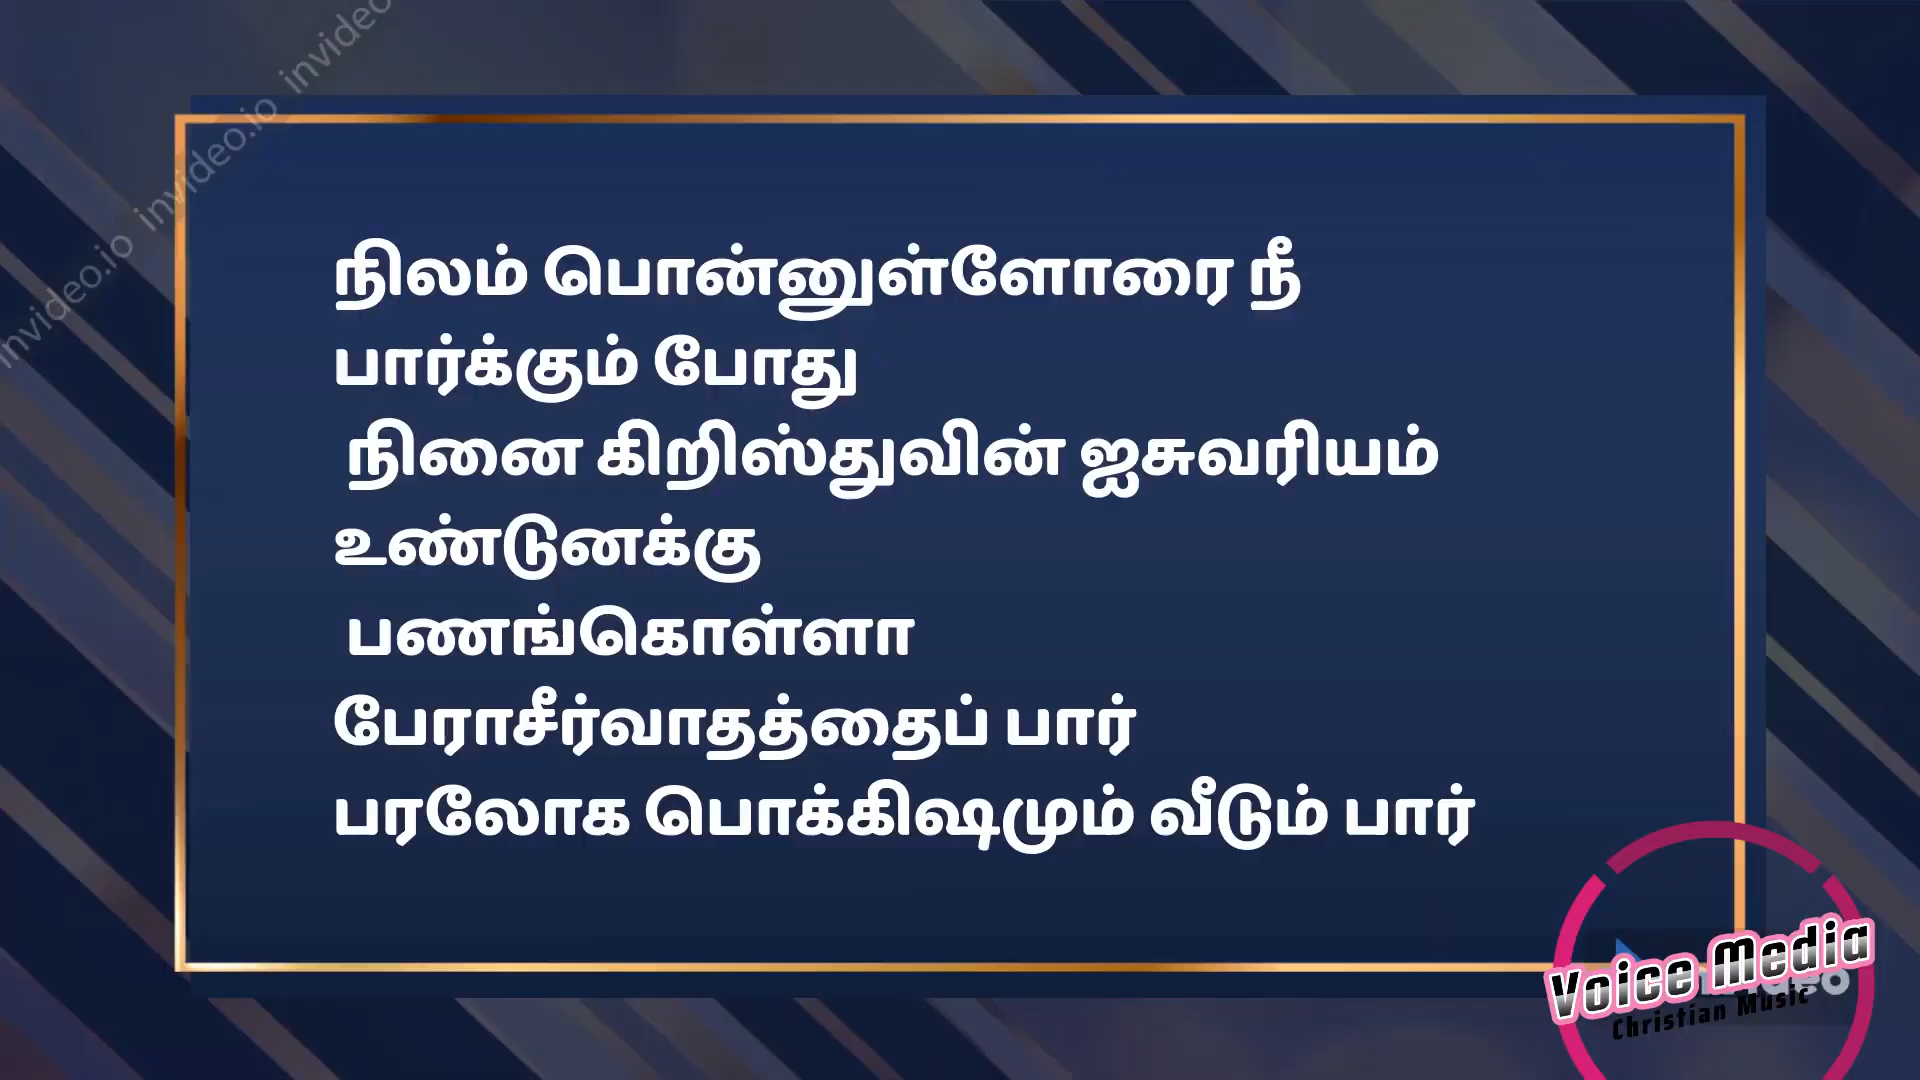 invideo.io invideo.io invideo.io
நிலம் பொன்னுள்ளோரை நீ
பார்க்கும் போது
நினை கிறிஸ்துவின் ஐசுவரியம்
உண்டுனக்கு
பணங்கொள்ளா
பேராசீர்வாதத்தைப் பார்
பரலோக பொக்கிஷமும் வீடும் பார்
Voice Media
Christian Music